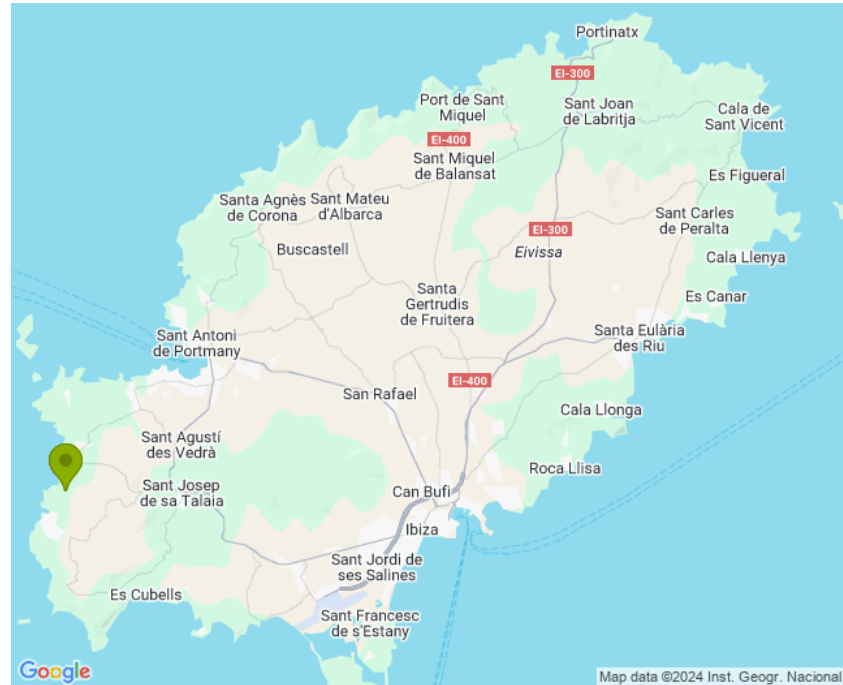 Portinatx
EI-300
Port de Sant
Miquel
Sant Joan
de Labritja
Cala de
Sant Vicent
EI-400
Sant Miquel
de Balansat
Es Figueral
Santa Agnès
de Corona
Sant Mateu
d'Albarca
Sant Carles
de Peralta
EI-300
Buscastell
Eivissa
Cala Llenya
Santa
Gertrudis
de Fruitera
Es Canar
Sant Antoni
de Portmany
Santa Eulària
des Riu
EI-400
San Rafael
Cala Llonga
Sant Agustí
des Vedrà
Roca Llisa
Sant Josep
de sa Talaia
Can Bufí
Ibiza
Sant Jordi de
ses Salines
Es Cubells
Sant Francesc
de s'Estany
Google
Map data ©2024 Inst. Geogr. Nacional